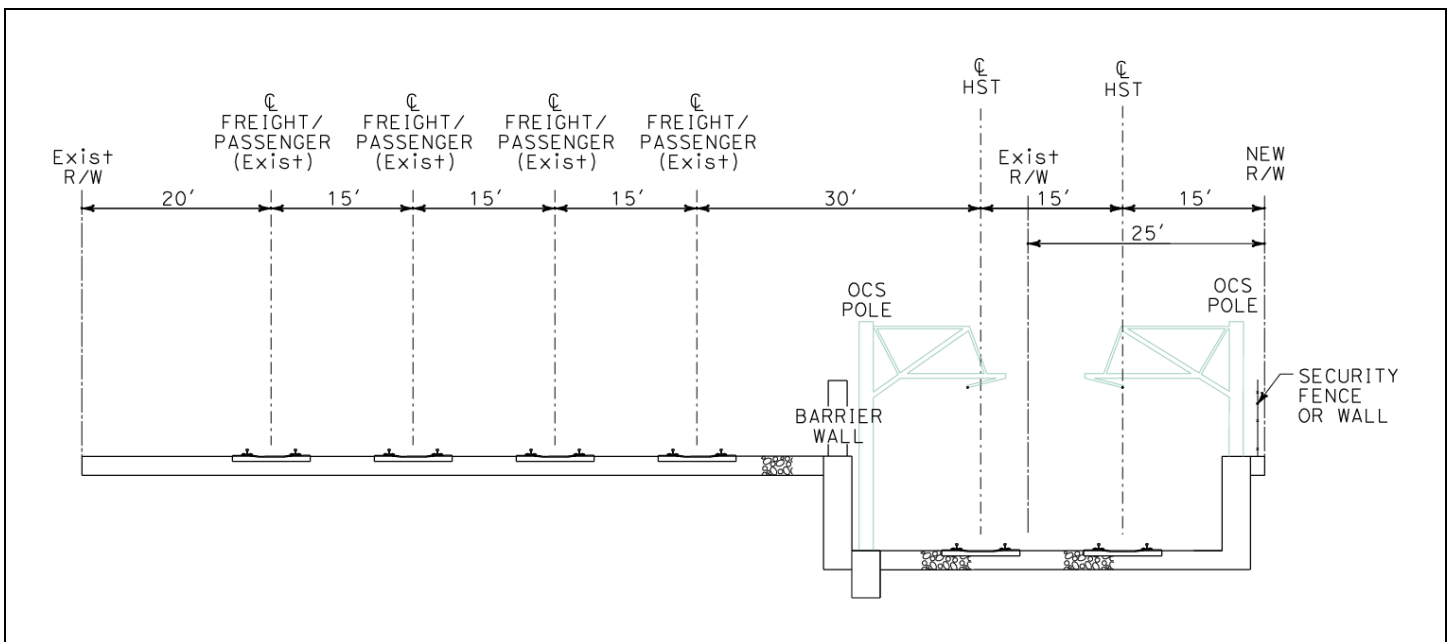 ℄
HST
℄
HST
℄
FREIGHT/
PASSENGER
(Exist)
℄
FREIGHT/
PASSENGER
(Exist)
℄
FREIGHT/
PASSENGER
(Exist)
℄
FREIGHT/
PASSENGER
(Exist)
Exist
R/W
Exist
R/W
NEW
R/W
20' 15' 15' 15' 30' 15' 15'
25'
OCS
POLE
OCS
POLE
BARRIER
WALL
SECURITY
FENCE
OR WALL